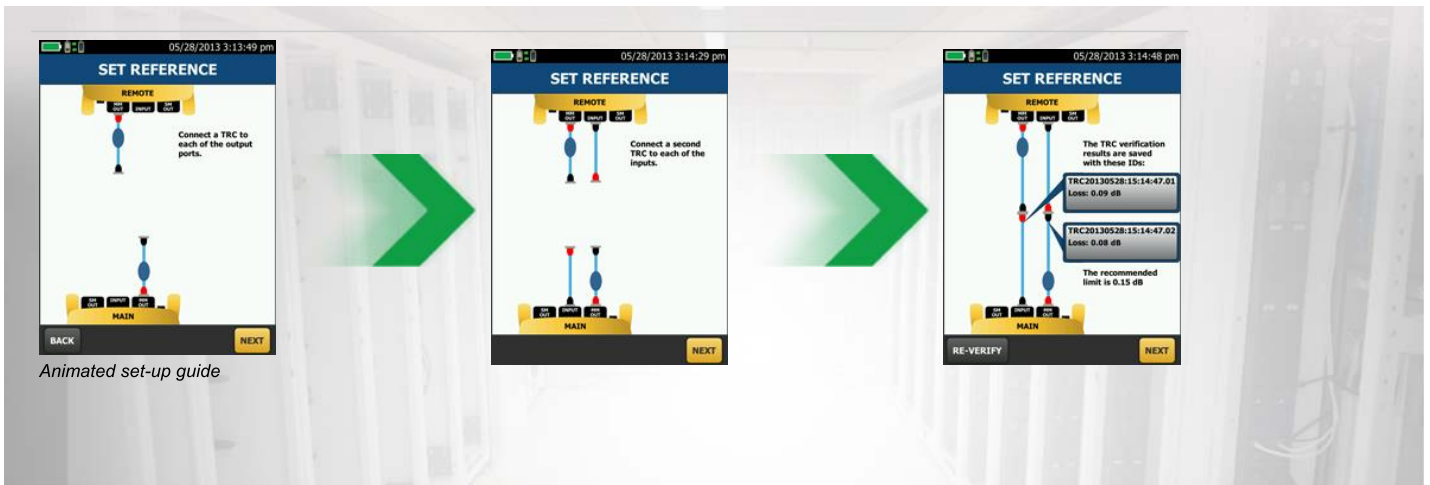 05/28/2013 3:13:49 pm
SET REFERENCE
REMOTE
MM OUT
INPUT
SM OUT
Connect a TRC to
each of the output
ports.
SM OUT
INPUT
MM OUT
MAIN
BACK
NEXT
Animated set-up guide
05/28/2013 3:14:29 pm
SET REFERENCE
REMOTE
MM OUT
INPUT
SM OUT
Connect a second
TRC to each of the
inputs.
SM OUT
INPUT
MM OUT
MAIN
NEXT
05/28/2013 3:14:48 pm
SET REFERENCE
REMOTE
MM OUT
INPUT
SM OUT
The TRC verification
results are saved
with these IDs:
TRC20130528:15:14:47.01
Loss: 0.09 dB
TRC20130528:15:14:47.02
Loss: 0.08 dB
The recommended
limit is 0.15 dB
SM OUT
INPUT
MM OUT
MAIN
RE-VERIFY
NEXT